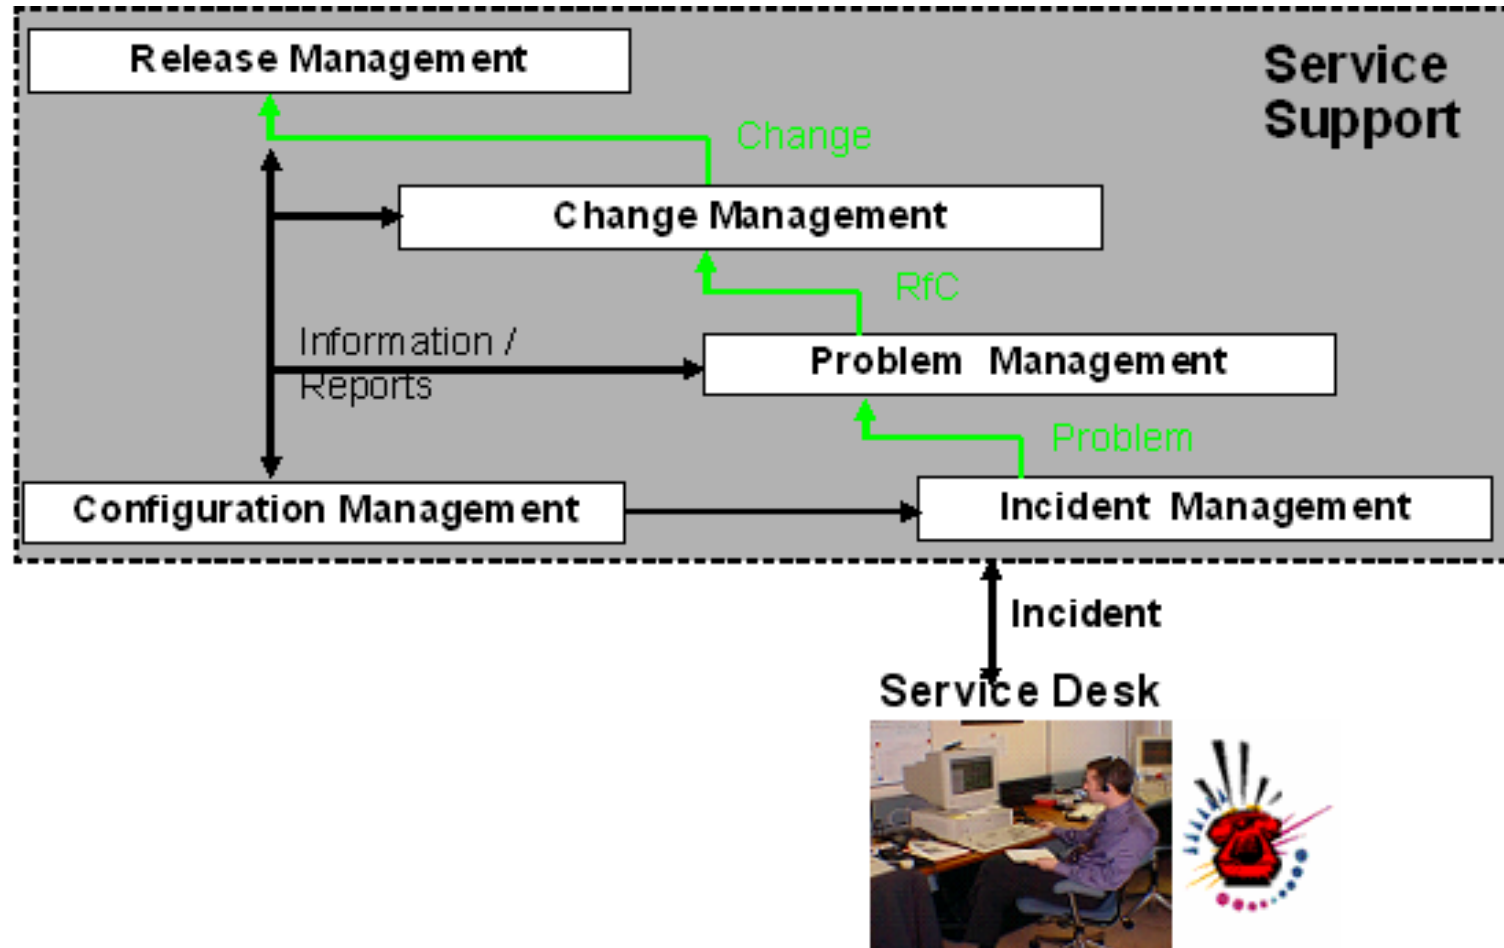 Release Management
Service
Support
Change
Change Management
RfC
Information /
Reports
Problem Management
Problem
Configuration Management
Incident Management
Incident
Service Desk